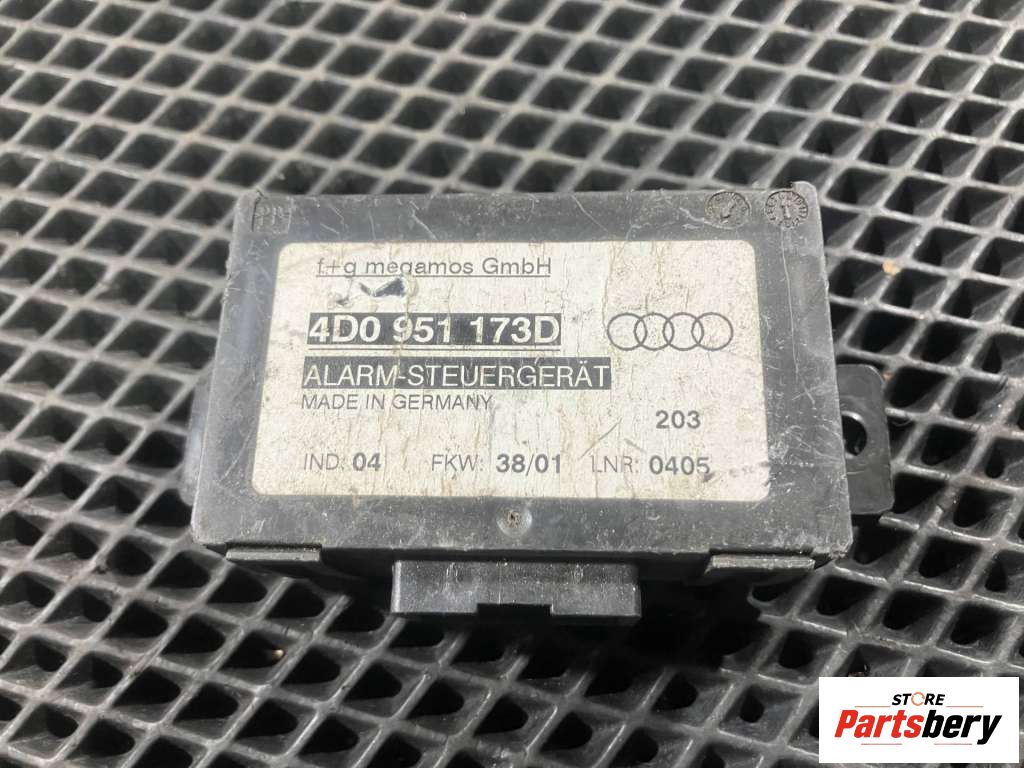 f+g megamos GmbH
4D0 951 173D
ALARM-STEUERGERÄT
MADE IN GERMANY
203
IND: 04 FKW: 38/01 LNR: 0405
STORE
Partsbery